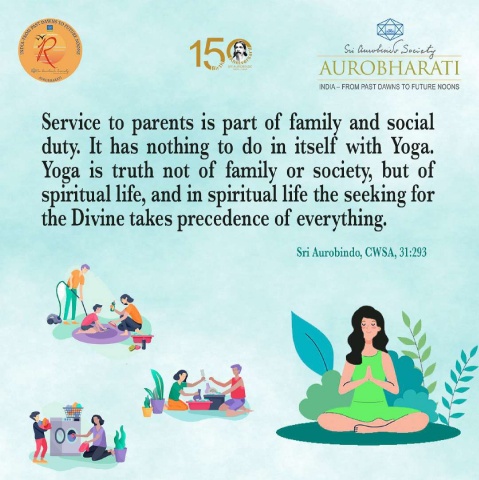 150
Sri Aurobindo Society
AUROBHARATI
INDIA – FROM PAST DAWNS TO FUTURE NOONS
Service to parents is part of family and social
duty. It has nothing to do in itself with Yoga.
Yoga is truth not of family or society, but of
spiritual life, and in spiritual life the seeking for
the Divine takes precedence of everything.
Sri Aurobindo, CWSA, 31:293